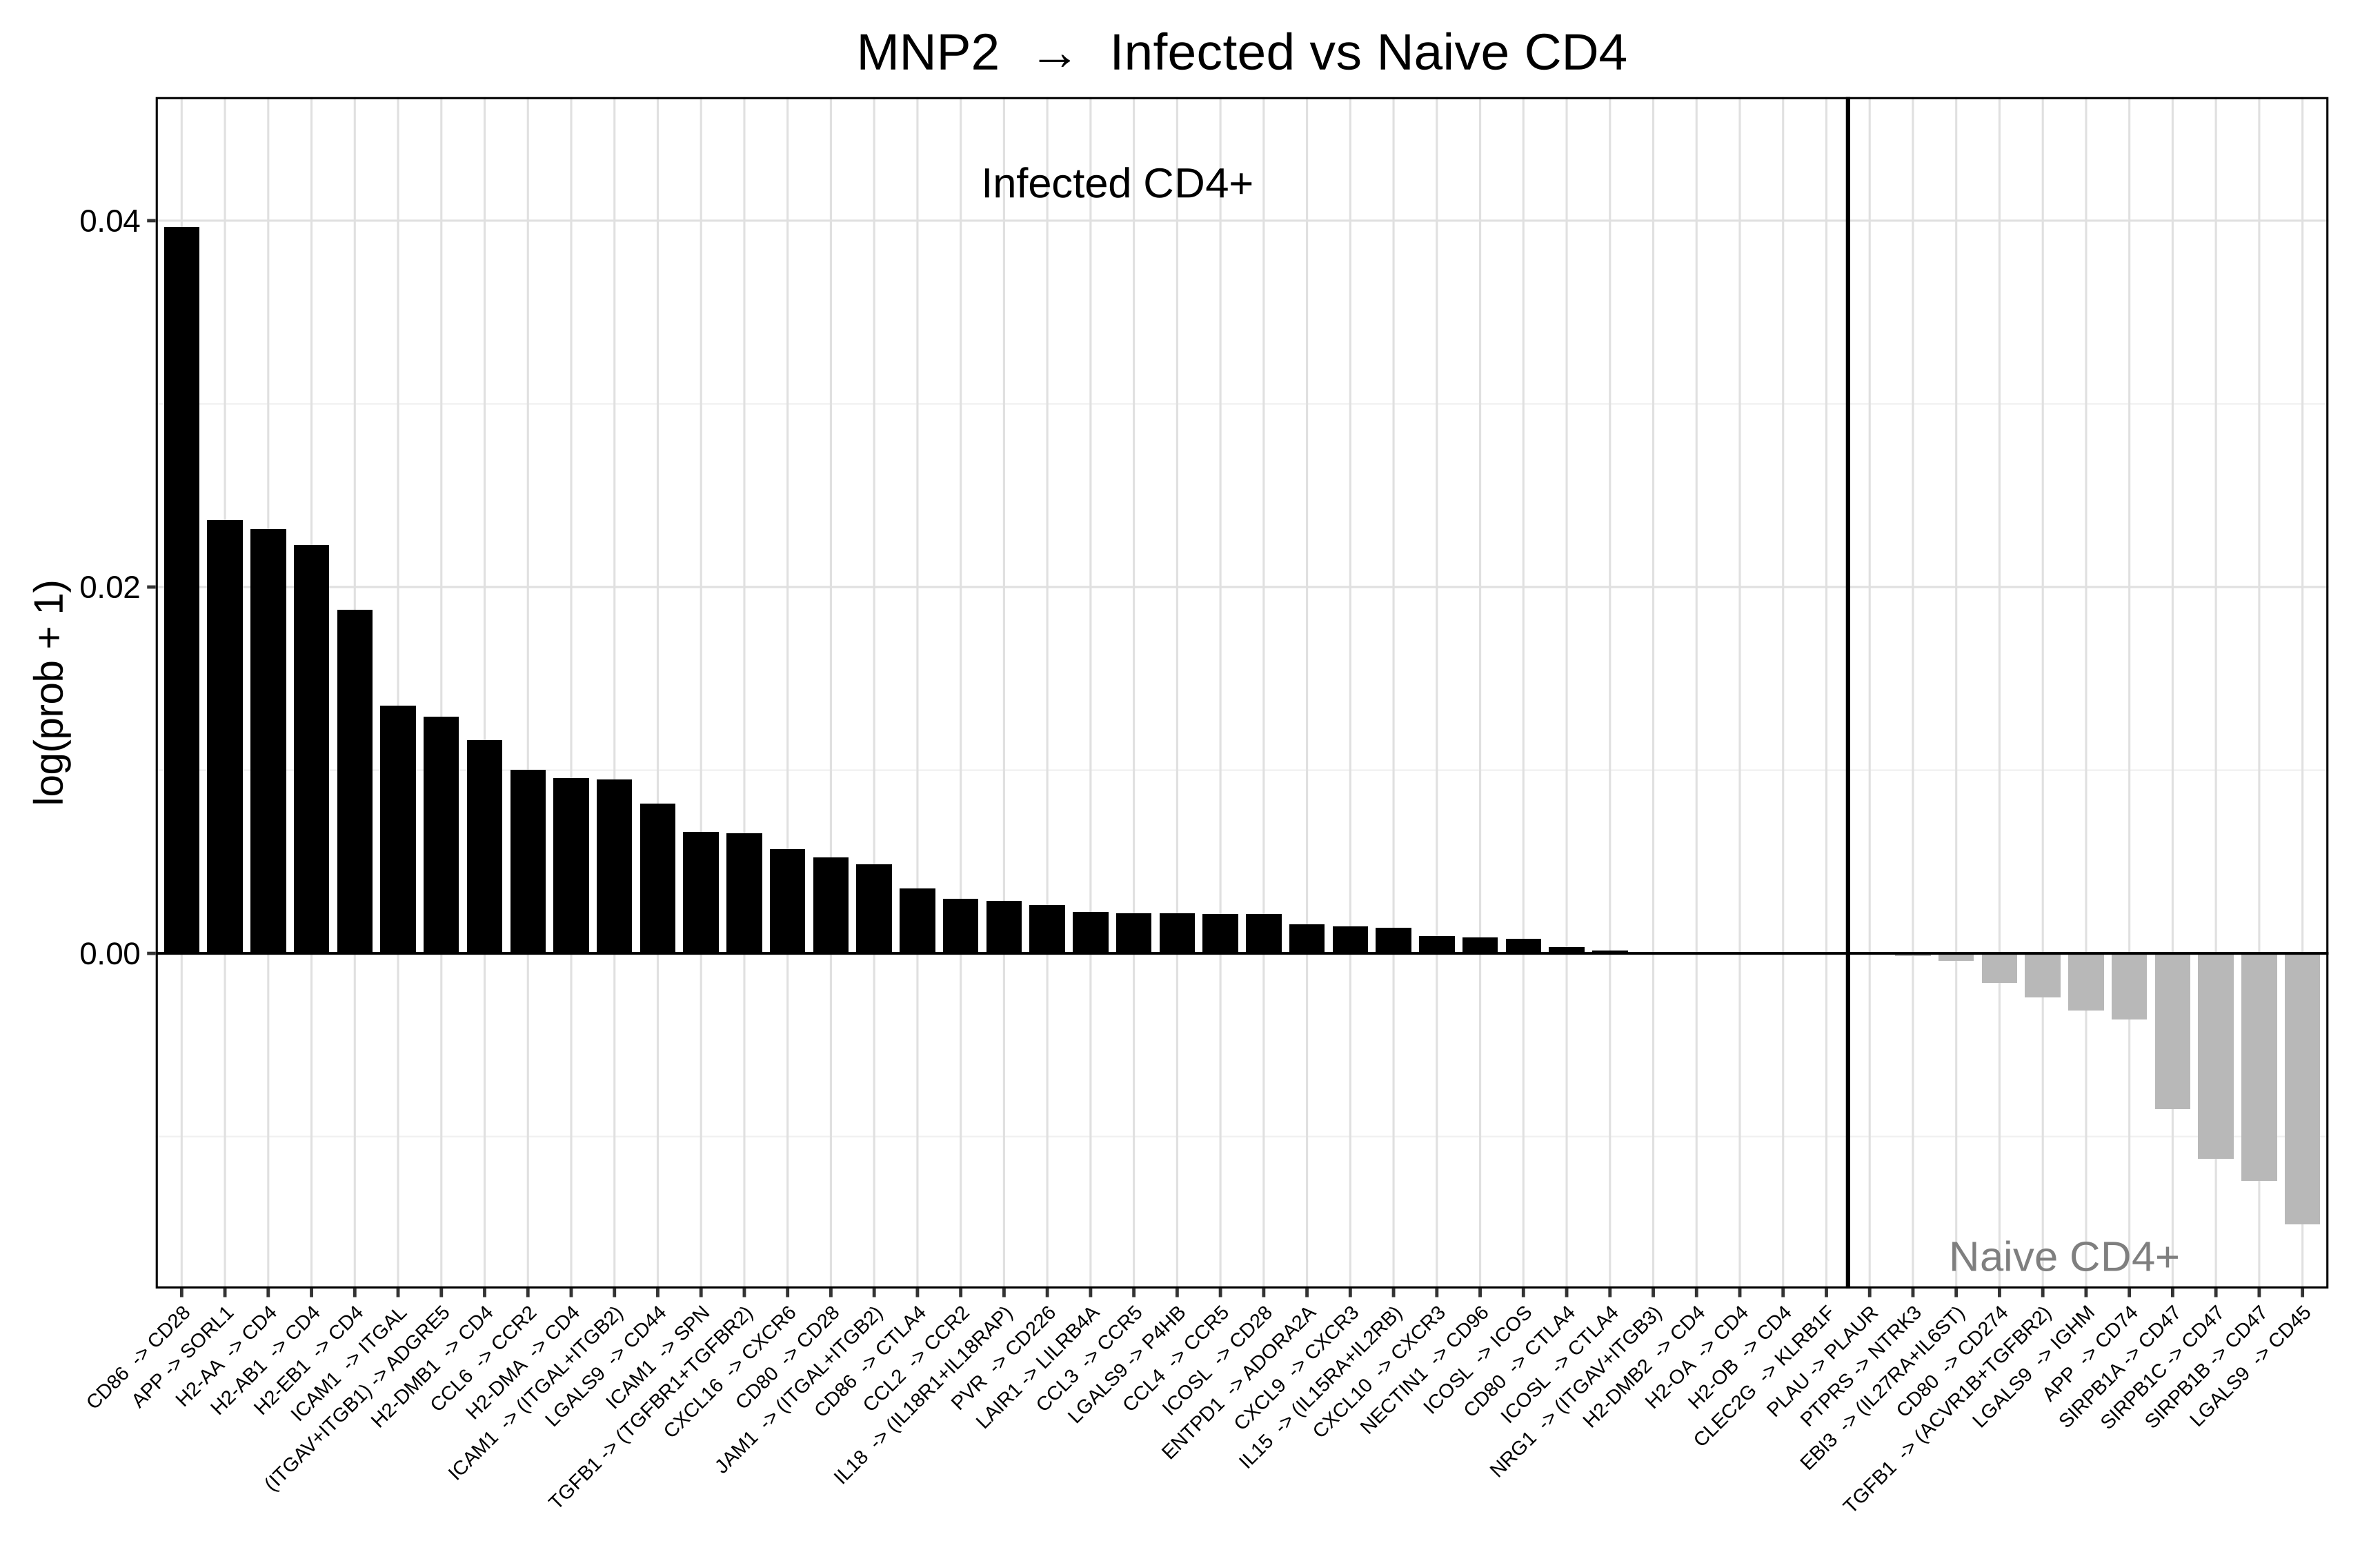 MNP2 → Infected vs Naive CD4
Infected CD4+
0.04
0.02
0.00
log(prob + 1)
Naive CD4+
CD86 -> CD28
APP -> SORL1
H2-AA -> CD4
H2-AB1 -> CD4
H2-EB1 -> CD4
ICAM1 -> ITGAL
(ITGAV+ITGB1) -> ADGRE5
H2-DMB1 -> CD4
CCL6 -> CCR2
H2-DMA -> CD4
ICAM1 -> (ITGAL+ITGB2)
LGALS9 -> CD44
ICAM1 -> SPN
TGFB1 -> (TGFBR1+TGFBR2)
CXCL16 -> CXCR6
CD80 -> CD28
JAM1 -> (ITGAL+ITGB2)
CD86 -> CTLA4
CCL2 -> CCR2
IL18 -> (IL18R1+IL18RAP)
PVR -> CD226
LAIR1 -> LILRB4A
CCL3 -> CCR5
LGALS9 -> P4HB
CCL4 -> CCR5
ICOSL -> CD28
ENTPD1 -> ADORA2A
CXCL9 -> CXCR3
IL15 -> (IL15RA+IL2RB)
CXCL10 -> CXCR3
NECTIN1 -> CD96
ICOSL -> ICOS
CD80 -> CTLA4
ICOSL -> CTLA4
NRG1 -> (ITGAV+ITGB3)
H2-DMB2 -> CD4
H2-OA -> CD4
H2-OB -> CD4
CLEC2G -> KLRB1F
PLAU -> PLAUR
PTPRS -> NTRK3
EBI3 -> (IL27RA+IL6ST)
CD80 -> CD274
TGFB1 -> (ACVR1B+TGFBR2)
LGALS9 -> IGHM
APP -> CD74
SIRPB1A -> CD47
SIRPB1C -> CD47
SIRPB1B -> CD47
LGALS9 -> CD45